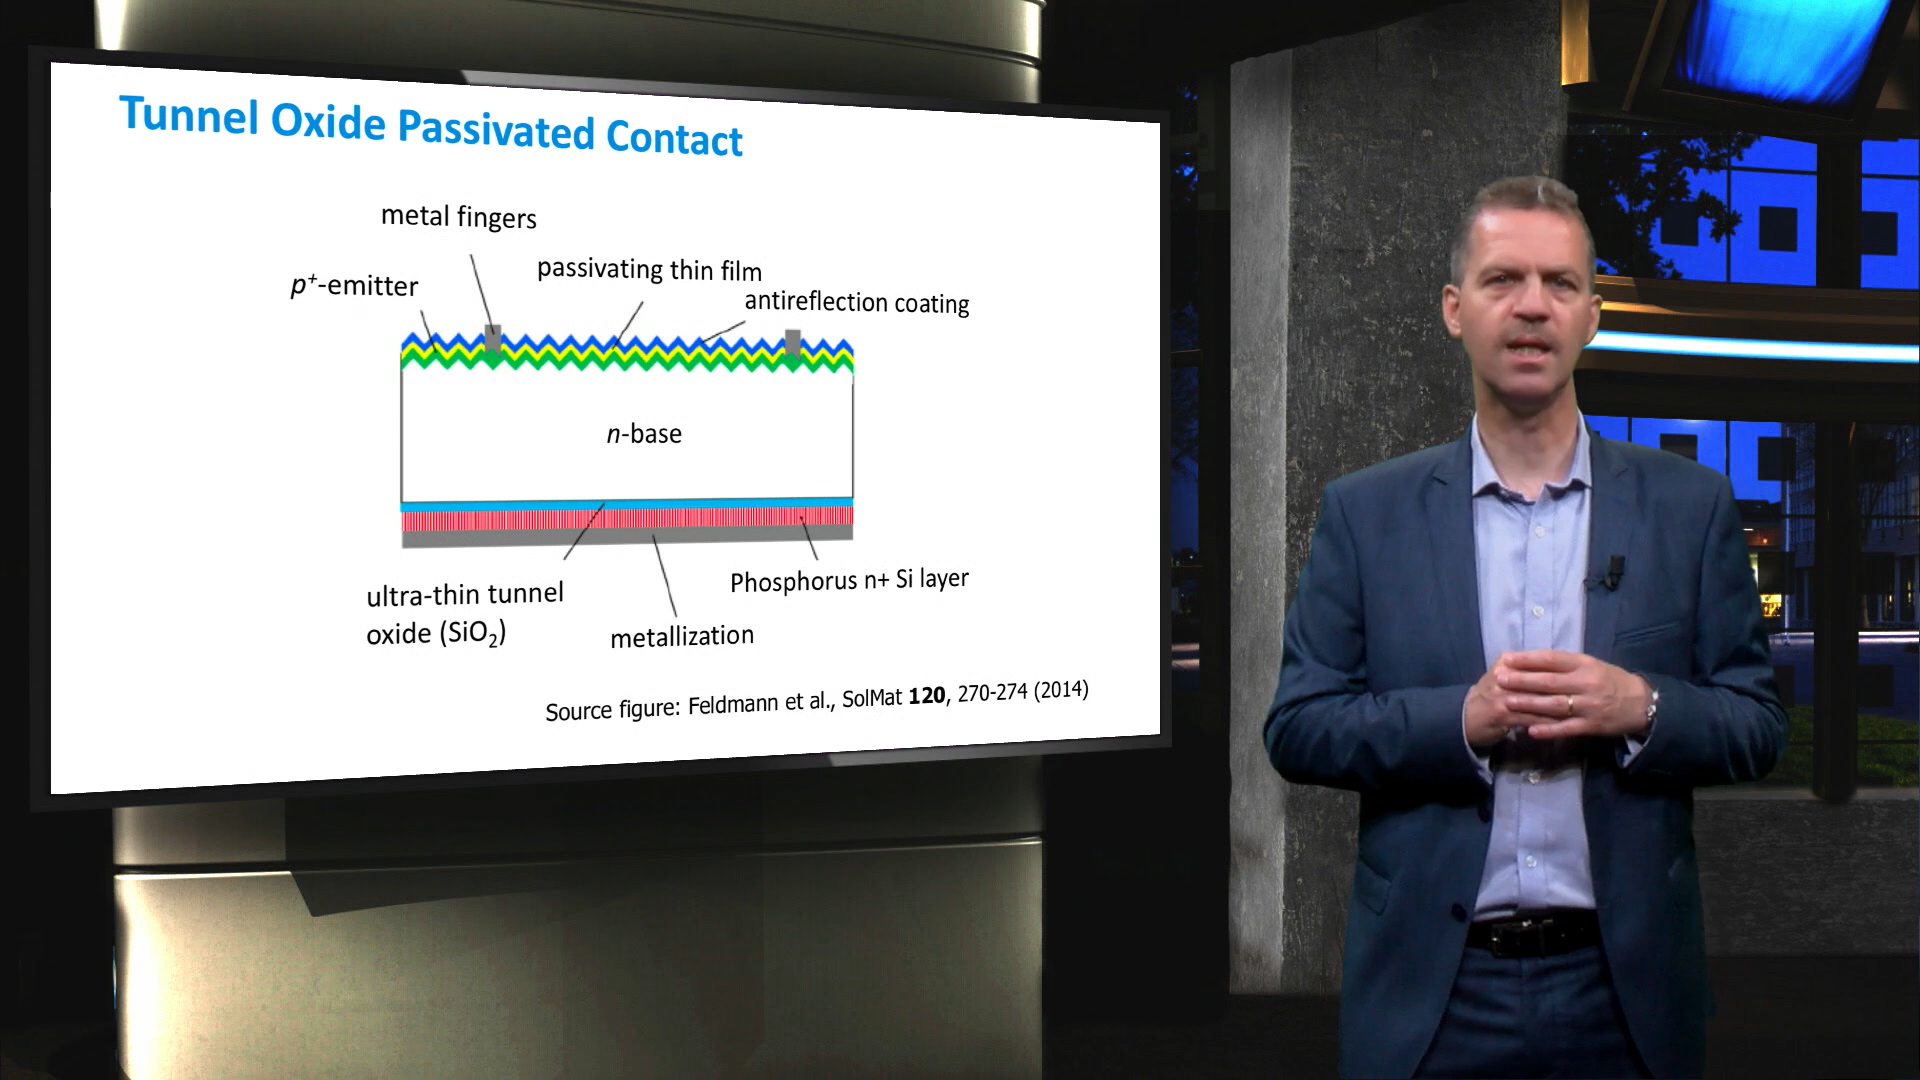 Tunnel Oxide Passivated Contact
metal fingers
passivating thin film
p⁺-emitter
antireflection coating
n-base
ultra-thin tunnel
oxide (SiO₂)
Phosphorus n+ Si layer
metallization
Source figure: Feldmann et al., SolMat 120, 270-274 (2014)